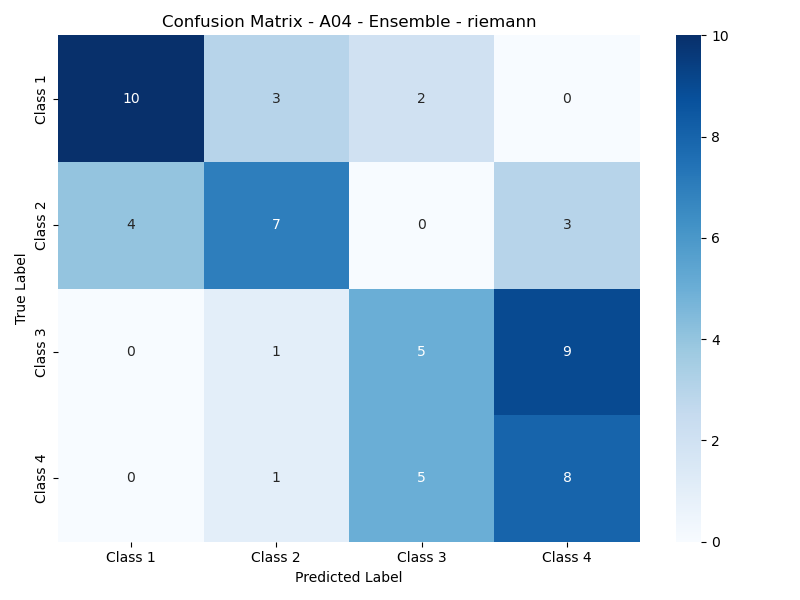 Confusion Matrix - A04 - Ensemble - riemann
True Label
Class 1
10
3
2
0
Class 2
4
7
0
3
Class 3
0
1
5
9
Class 4
0
1
5
8
Class 1
Class 2
Class 3
Class 4
Predicted Label
10
8
6
4
2
0